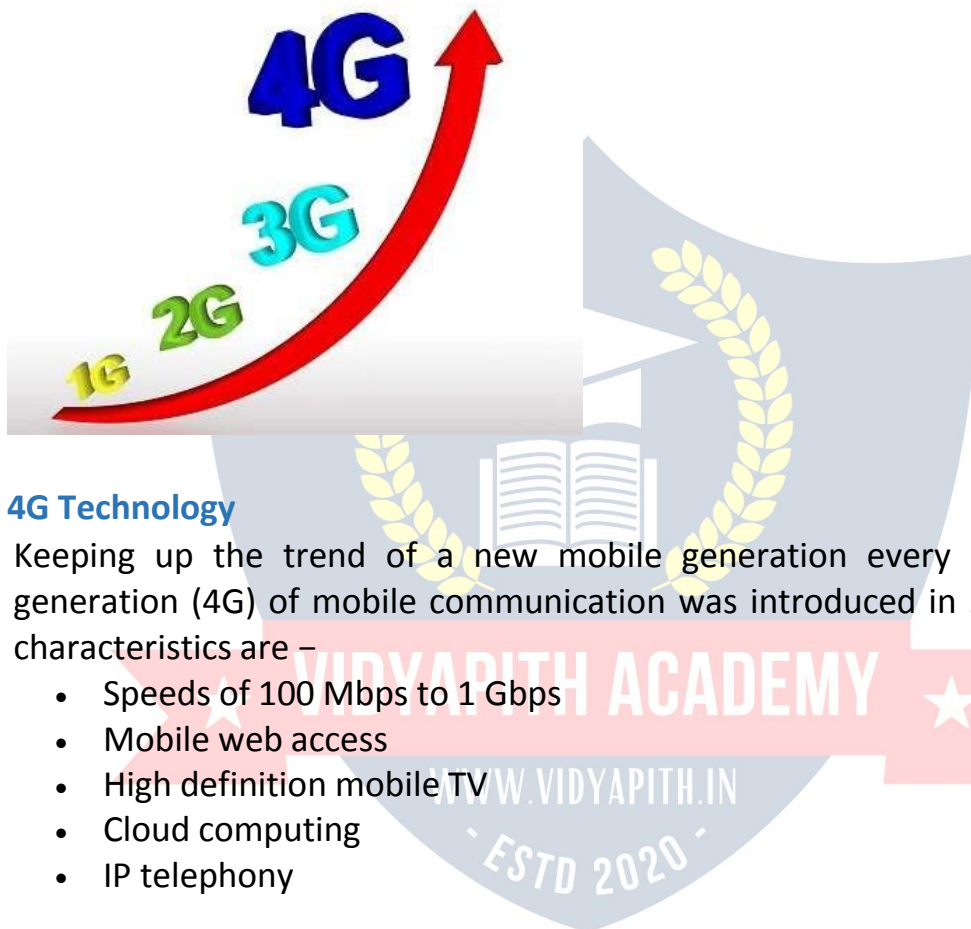 4G
3G
2G
1G
4G Technology
Keeping up the trend of a new mobile generation every
generation (4G) of mobile communication was introduced in
characteristics are −
• Speeds of 100 Mbps to 1 Gbps
• Mobile web access
• High definition mobile TV
• Cloud computing
• IP telephony
VIDYAPITH ACADEMY
WWW.VIDYAPITH.IN
- ESTD 2020 -